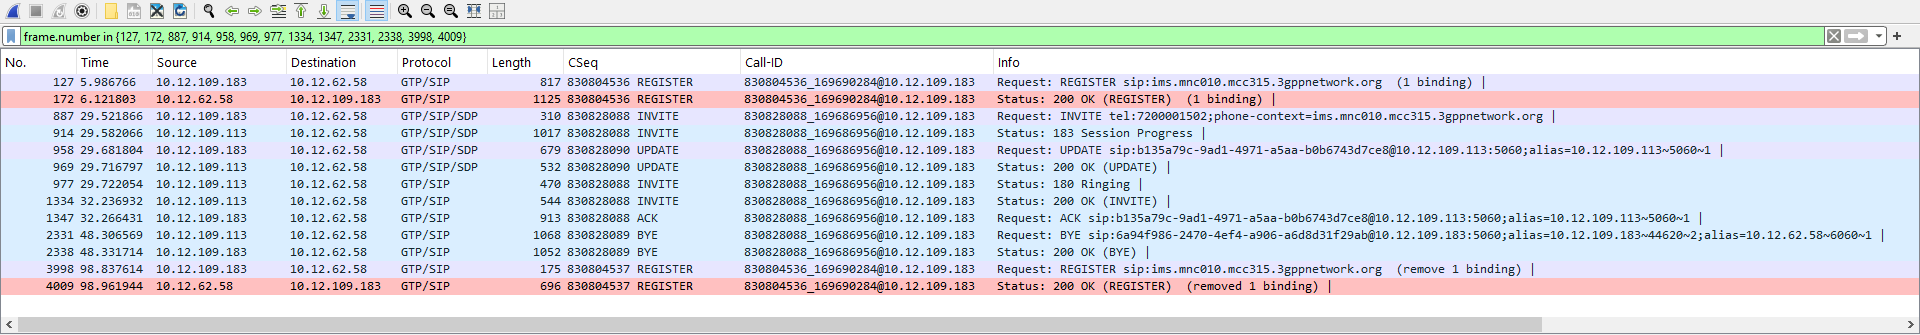 frame.number in {127, 172, 887, 914, 958, 969, 977, 1334, 1347, 2331, 2338, 3998, 4009}
No. Time Source Destination Protocol Length CSeq Call-ID Info
127 5.986766 10.12.109.183 10.12.62.58 GTP/SIP 817 830804536 REGISTER 830804536_169690284@10.12.109.183 Request: REGISTER sip:ims.mnc010.mcc315.3gppnetwork.org (1 binding) |
172 6.121803 10.12.62.58 10.12.109.183 GTP/SIP 1125 830804536 REGISTER 830804536_169690284@10.12.109.183 Status: 200 OK (REGISTER) (1 binding) |
887 29.521866 10.12.109.183 10.12.62.58 GTP/SIP/SDP 310 830828088 INVITE 830828088_169686956@10.12.109.183 Request: INVITE tel:7200001502;phone-context=ims.mnc010.mcc315.3gppnetwork.org |
914 29.582066 10.12.109.113 10.12.62.58 GTP/SIP/SDP 1017 830828088 INVITE 830828088_169686956@10.12.109.183 Status: 183 Session Progress |
958 29.681804 10.12.109.183 10.12.62.58 GTP/SIP/SDP 679 830828090 UPDATE 830828088_169686956@10.12.109.183 Request: UPDATE sip:b135a79c-9ad1-4971-a5aa-b0b6743d7ce8@10.12.109.113:5060;alias=10.12.109.113~5060~1 |
969 29.716797 10.12.109.113 10.12.62.58 GTP/SIP/SDP 532 830828090 UPDATE 830828088_169686956@10.12.109.183 Status: 200 OK (UPDATE) |
977 29.722054 10.12.109.113 10.12.62.58 GTP/SIP 470 830828088 INVITE 830828088_169686956@10.12.109.183 Status: 180 Ringing |
1334 32.236932 10.12.109.113 10.12.62.58 GTP/SIP 544 830828088 INVITE 830828088_169686956@10.12.109.183 Status: 200 OK (INVITE) |
1347 32.266431 10.12.109.183 10.12.62.58 GTP/SIP 913 830828088 ACK 830828088_169686956@10.12.109.183 Request: ACK sip:b135a79c-9ad1-4971-a5aa-b0b6743d7ce8@10.12.109.113:5060;alias=10.12.109.113~5060~1 |
2331 48.306569 10.12.109.113 10.12.62.58 GTP/SIP 1068 830828089 BYE 830828088_169686956@10.12.109.183 Request: BYE sip:6a94f986-2470-4ef4-a906-a6d8d31f29ab@10.12.109.183:5060;alias=10.12.109.183~44620~2;alias=10.12.62.58~6060~1 |
2338 48.331714 10.12.109.183 10.12.62.58 GTP/SIP 1052 830828089 BYE 830828088_169686956@10.12.109.183 Status: 200 OK (BYE) |
3998 98.837614 10.12.109.183 10.12.62.58 GTP/SIP 175 830804537 REGISTER 830804536_169690284@10.12.109.183 Request: REGISTER sip:ims.mnc010.mcc315.3gppnetwork.org (remove 1 binding) |
4009 98.961944 10.12.62.58 10.12.109.183 GTP/SIP 696 830804537 REGISTER 830804536_169690284@10.12.109.183 Status: 200 OK (REGISTER) (removed 1 binding) |